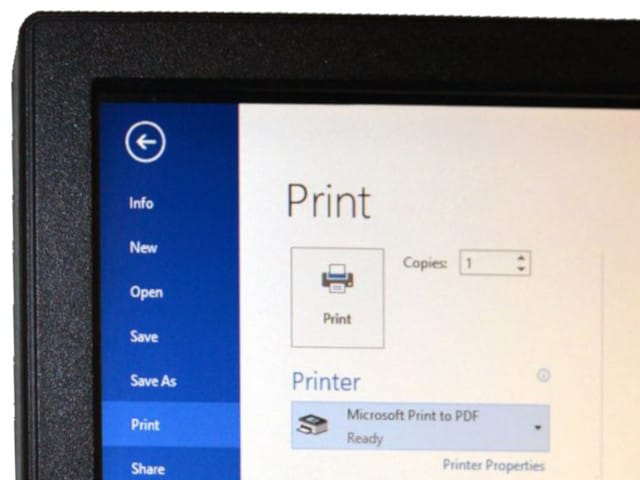 Info
New
Open
Save
Save As
Print
Share
Print
Print
Copies: 1
Printer
Microsoft Print to PDF
Ready
Printer Properties